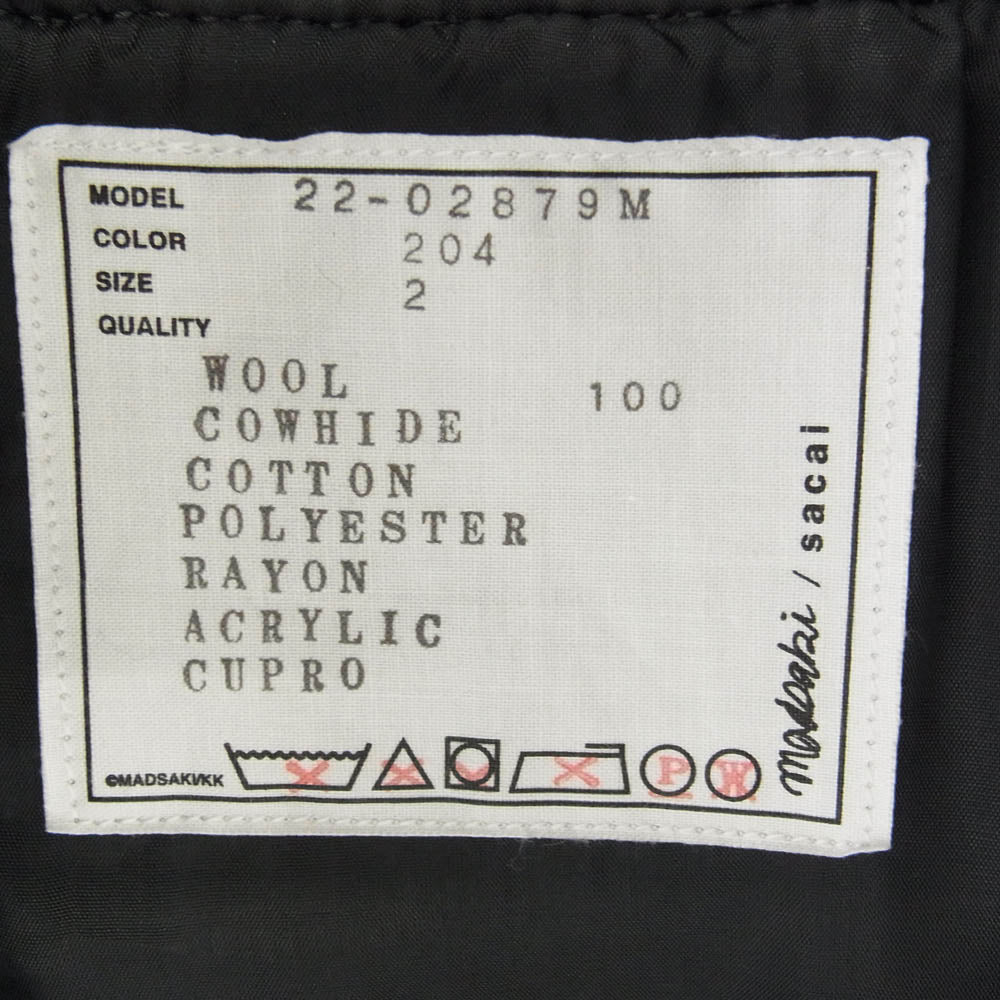 MODEL 22-02879M
COLOR 204
SIZE 2
QUALITY
WOOL 100
COWHIDE
COTTON
POLYESTER
RAYON
ACRYLIC
CUPRO
©MADSAKI/KK P W
madsaki / sacai